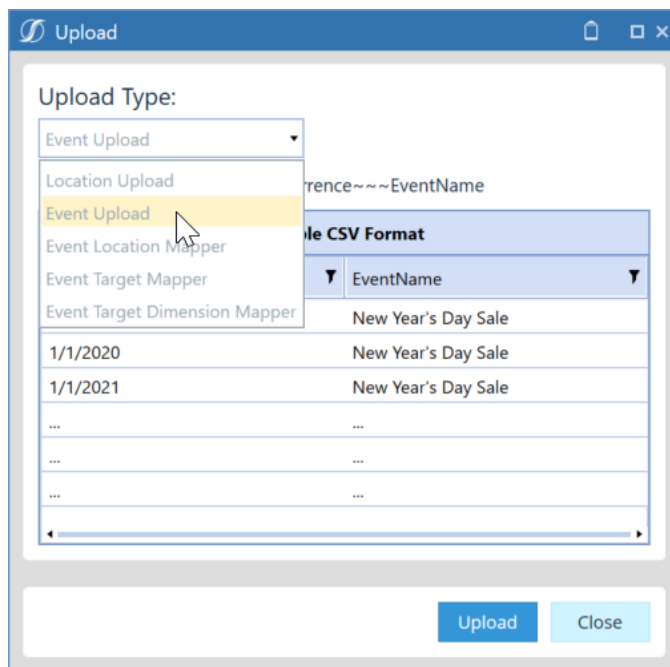 Upload
Upload Type:
Event Upload
Location Upload
Event Upload
Event Location Mapper
Event Target Mapper
Event Target Dimension Mapper
rrence~~~EventName
le CSV Format
EventName
New Year's Day Sale
1/1/2020 New Year's Day Sale
1/1/2021 New Year's Day Sale
... ...
... ...
... ...
Upload Close